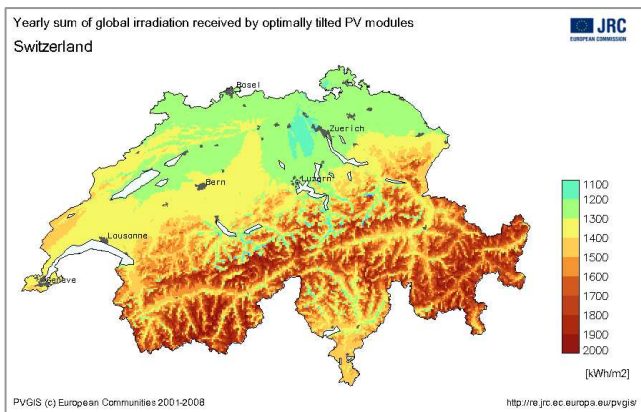 Yearly sum of global irradiation received by optimally tilted PV modules
Switzerland
JRC
EUROPEAN COMMISSION
Basel
Zuerich
Luzern
Bern
Lausanne
Geneve
1100
1200
1300
1400
1500
1600
1700
1800
1900
2000
[kWh/m2]
PVGIS (c) European Communities 2001-2008
http://re.jrc.ec.europa.eu/pvgis/